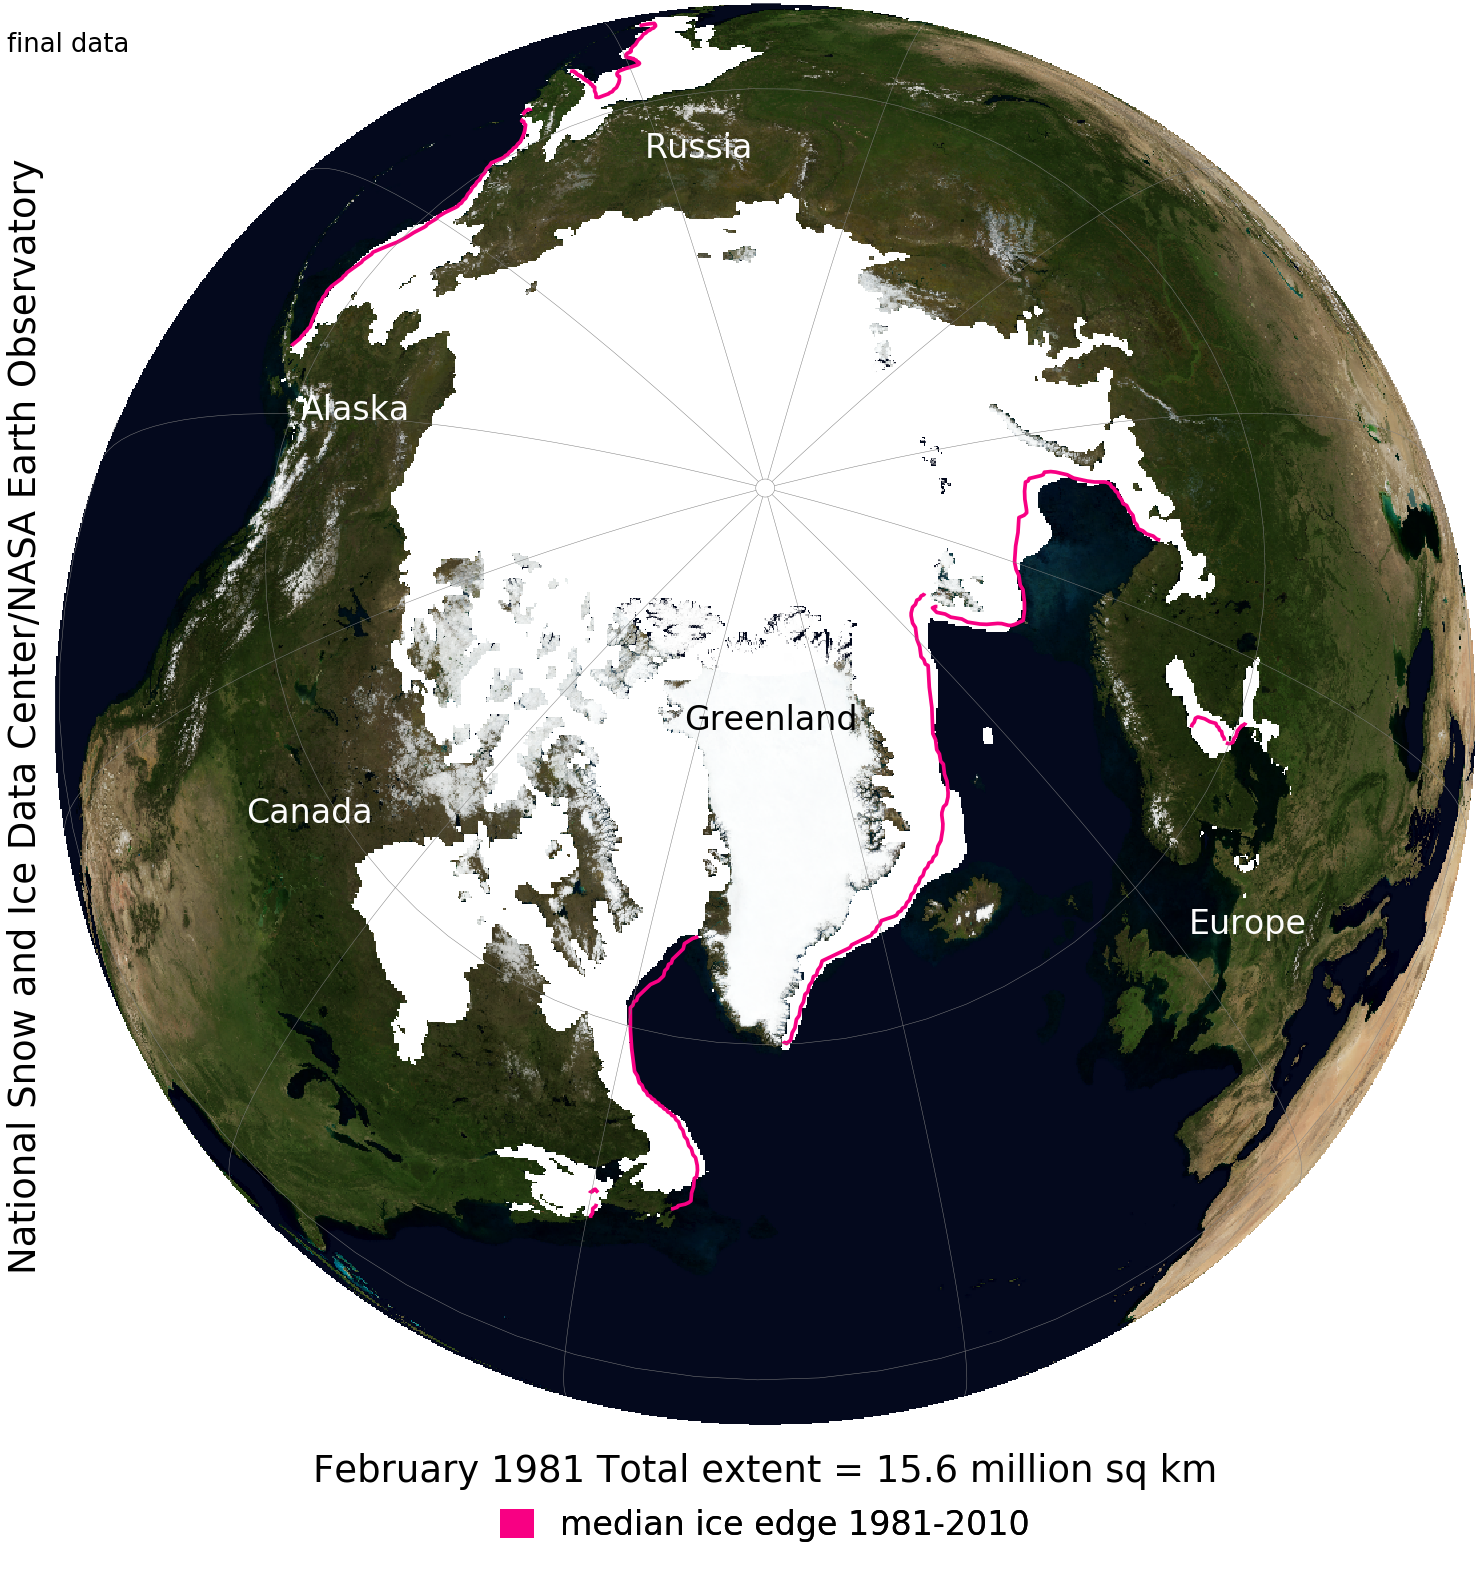 final data
National Snow and Ice Data Center/NASA Earth Observatory
Russia
Alaska
Greenland
Canada
Europe
February 1981 Total extent = 15.6 million sq km
median ice edge 1981-2010